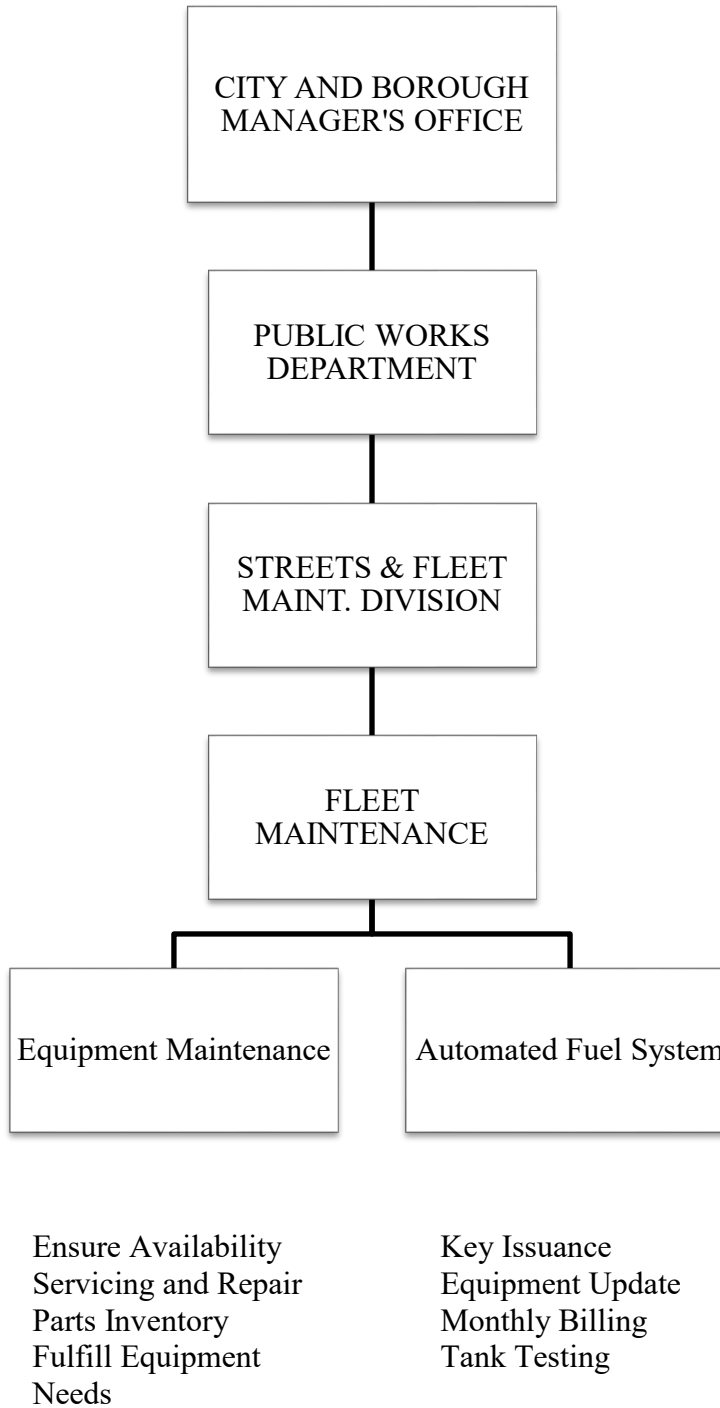 CITY AND BOROUGH
MANAGER'S OFFICE
PUBLIC WORKS
DEPARTMENT
STREETS & FLEET
MAINT. DIVISION
FLEET
MAINTENANCE
Equipment Maintenance
Automated Fuel System
Ensure Availability
Servicing and Repair
Parts Inventory
Fulfill Equipment
Needs
Key Issuance
Equipment Update
Monthly Billing
Tank Testing